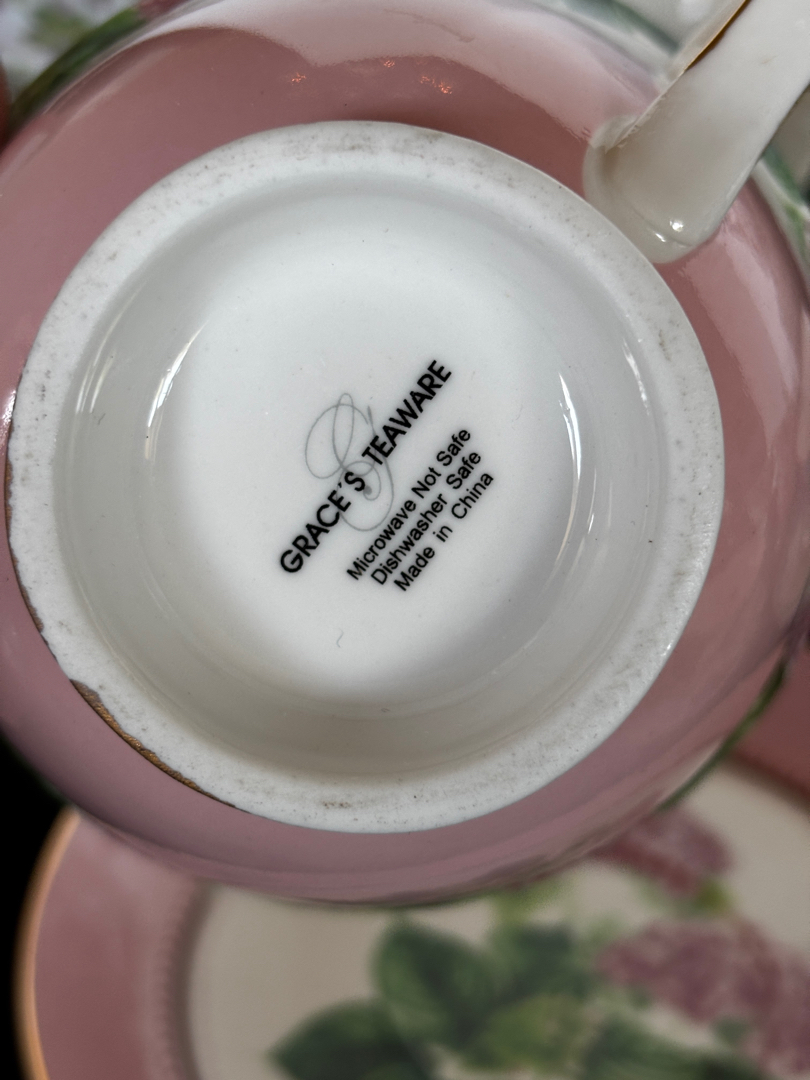 GRACE'S TEAWARE
Microwave Not Safe
Dishwasher Safe
Made in China